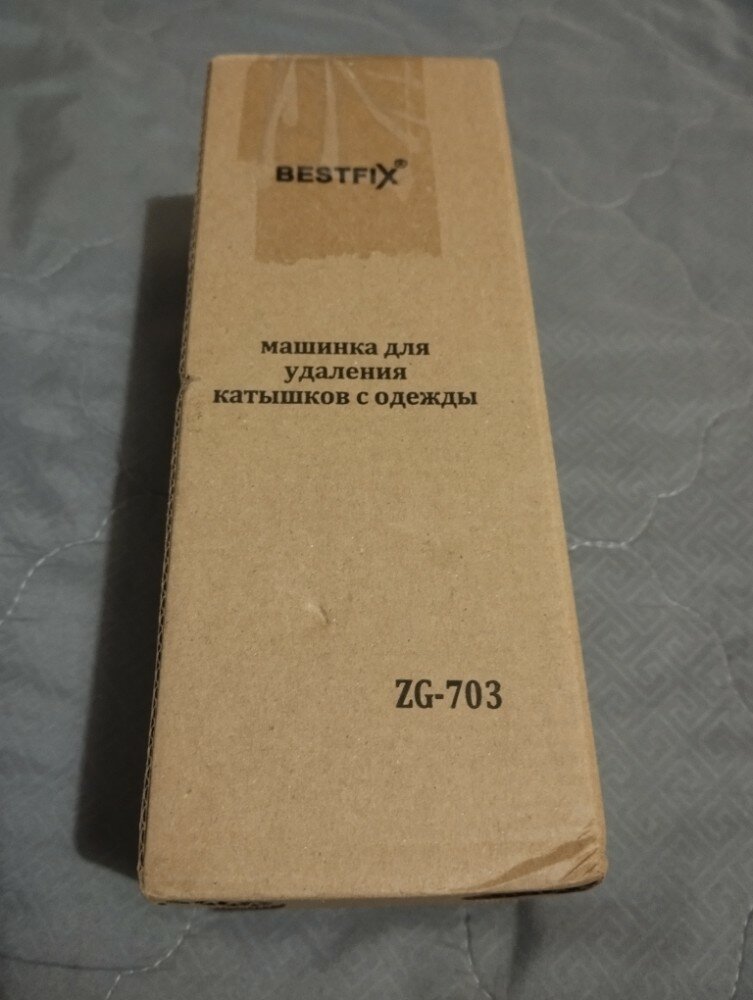 BESTFIX®
машинка для
удаления
катышков с одежды
ZG-703